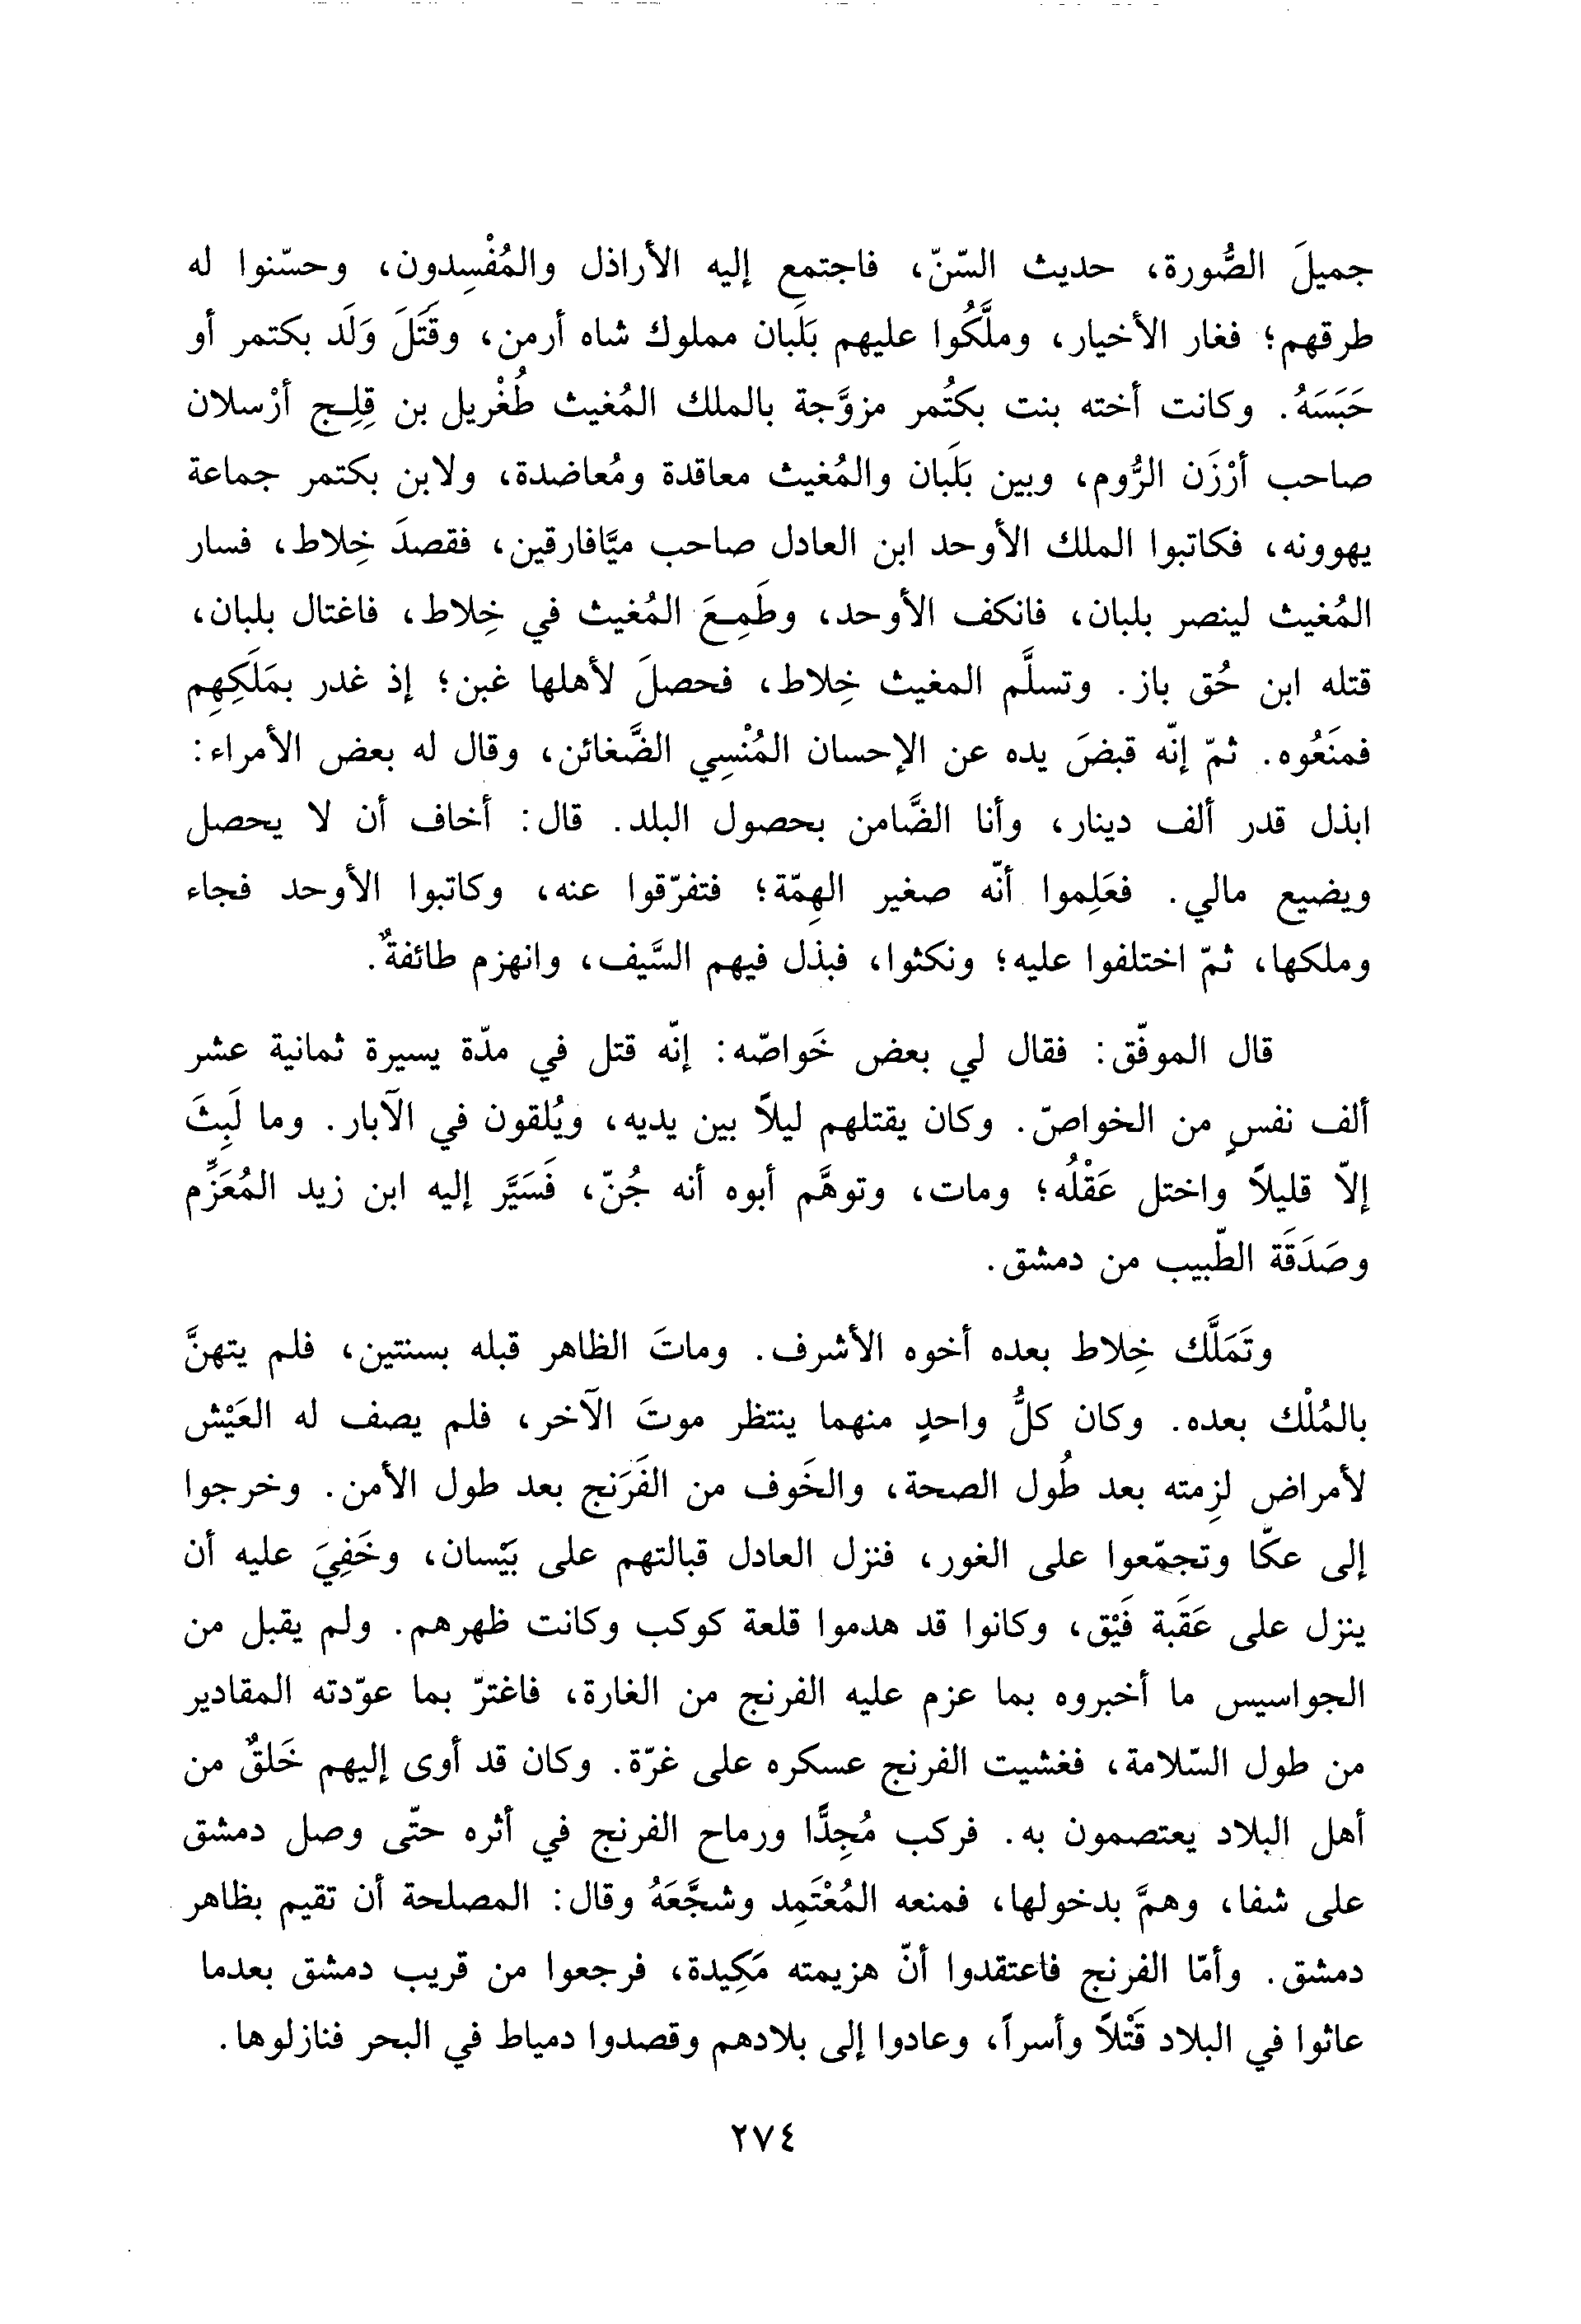 جميلَ الصُّورة، حديث السّنّ، فاجتمع إليه الأراذل والمُفْسِدون، وحسّنوا له
طرقهم؛ فغار الأخيار، وملَّكُوا عليهم بَلَبان مملوك شاه أرمن، وقَتَلَ وَلَد بكتمر أو
حَبَسَهُ. وكانت أخته بنت بكتُمر مزوَّجة بالملك المُغيث طُغْريل بن قِلِج أرْسلان
صاحب أرْزَن الرُّوم، وبين بَلَبان والمُغيث معاقدة ومُعاضدة، ولابن بكتمر جماعة
يهوونه، فكاتبوا الملك الأوحد ابن العادل صاحب ميَّافارقين، فقصدَ خِلاط، فسار
المُغيث لينصر بلبان، فانكف الأوحد، وطَمِعَ المُغيث في خِلاط، فاغتال بلبان،
قتله ابن حُق باز. وتسلَّم المغيث خِلاط، فحصلَ لأهلها غبن؛ إذ غدر بمَلَكِهِم
فمنَعُوه. ثمّ إنّه قبضَ يده عن الإحسان المُنْسِي الضَّغائن، وقال له بعض الأمراء:
ابذل قدر ألف دينار، وأنا الضَّامن بحصول البلد. قال: أخاف أن لا يحصل
ويضيع مالي. فعَلِموا أنّه صغير الهِمّة؛ فتفرّقوا عنه، وكاتبوا الأوحد فجاء
وملكها، ثمّ اختلفوا عليه؛ ونكثوا، فبذل فيهم السَّيف، وانهزم طائفةٌ.
قال الموفّق: فقال لي بعض خَواصّه: إنّه قتل في مدّة يسيرة ثمانية عشر
ألف نفسٍ من الخواصّ. وكان يقتلهم ليلاً بين يديه، ويُلقون في الآبار. وما لَبِثَ
إلاّ قليلاً واختل عَقْلُه؛ ومات، وتوهَّم أبوه أنه جُنّ، فَسَيَّر إليه ابن زيد المُعَزِّم
وصَدَقَة الطّبيب من دمشق.
وتَمَلَّك خِلاط بعده أخوه الأشرف. وماتَ الظاهر قبله بسنتين، فلم يتهنَّ
بالمُلْك بعده. وكان كلُّ واحدٍ منهما ينتظر موتَ الآخر، فلم يصف له العَيْش
لأمراض لزِمته بعد طُول الصحة، والخَوف من الفَرَنج بعد طول الأمن. وخرجوا
إلى عكّا وتجمّعوا على الغور، فنزل العادل قبالتهم على بَيْسان، وخَفِيَ عليه أن
ينزل على عَقَبة فَيْق، وكانوا قد هدموا قلعة كوكب وكانت ظهرهم. ولم يقبل من
الجواسيس ما أخبروه بما عزم عليه الفرنج من الغارة، فاغترّ بما عوّدته المقادير
من طول السّلامة، فغشيت الفرنج عسكره على غرّة. وكان قد أوى إليهم خَلقٌ من
أهل البلاد يعتصمون به. فركب مُجِدًّا ورماح الفرنج في أثره حتّى وصل دمشق
على شفا، وهمَّ بدخولها، فمنعه المُعْتَمِد وشجَّعَهُ وقال: المصلحة أن تقيم بظاهر
دمشق. وأمّا الفرنج فاعتقدوا أنّ هزيمته مَكِيدة، فرجعوا من قريب دمشق بعدما
عاثوا في البلاد قَتْلاً وأسراً، وعادوا إلى بلادهم وقصدوا دمياط في البحر فنازلوها.
٢٧٤